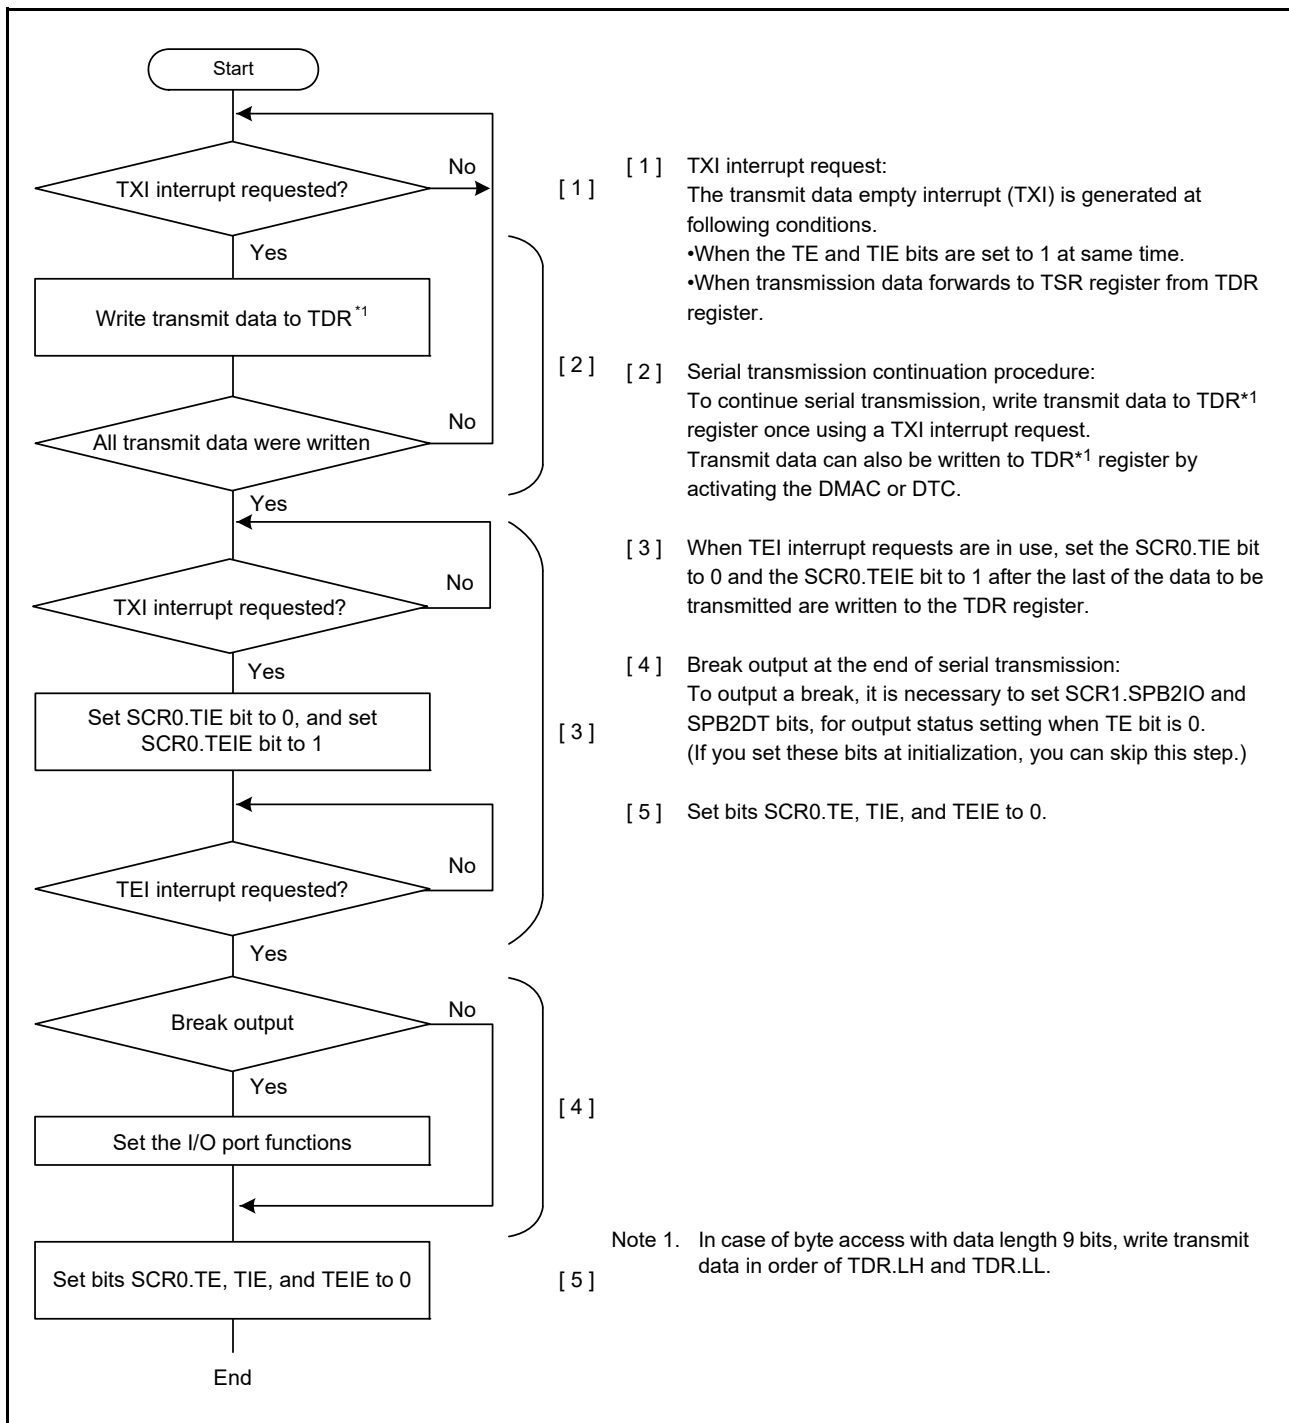 Start
No
TXI interrupt requested?
[ 1 ]
Yes
Write transmit data to TDR*1
[ 2 ]
No
All transmit data were written
Yes
No
TXI interrupt requested?
Yes
Set SCR0.TIE bit to 0, and set
SCR0.TEIE bit to 1
[ 3 ]
No
TEI interrupt requested?
Yes
No
Break output
Yes
[ 4 ]
Set the I/O port functions
Set bits SCR0.TE, TIE, and TEIE to 0
[ 5 ]
End
[ 1 ] TXI interrupt request:
The transmit data empty interrupt (TXI) is generated at
following conditions.
•When the TE and TIE bits are set to 1 at same time.
•When transmission data forwards to TSR register from TDR
register.
[ 2 ] Serial transmission continuation procedure:
To continue serial transmission, write transmit data to TDR*1
register once using a TXI interrupt request.
Transmit data can also be written to TDR*1 register by
activating the DMAC or DTC.
[ 3 ] When TEI interrupt requests are in use, set the SCR0.TIE bit
to 0 and the SCR0.TEIE bit to 1 after the last of the data to be
transmitted are written to the TDR register.
[ 4 ] Break output at the end of serial transmission:
To output a break, it is necessary to set SCR1.SPB2IO and
SPB2DT bits, for output status setting when TE bit is 0.
(If you set these bits at initialization, you can skip this step.)
[ 5 ] Set bits SCR0.TE, TIE, and TEIE to 0.
Note 1. In case of byte access with data length 9 bits, write transmit
data in order of TDR.LH and TDR.LL.